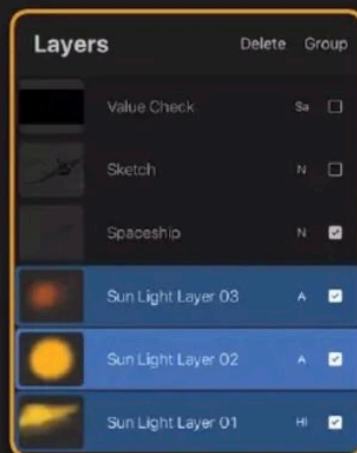 Layers Delete Group
Value Check Sa
Sketch N
Spaceship N
Sun Light Layer 03 A
Sun Light Layer 02 A
Sun Light Layer 01 Hl